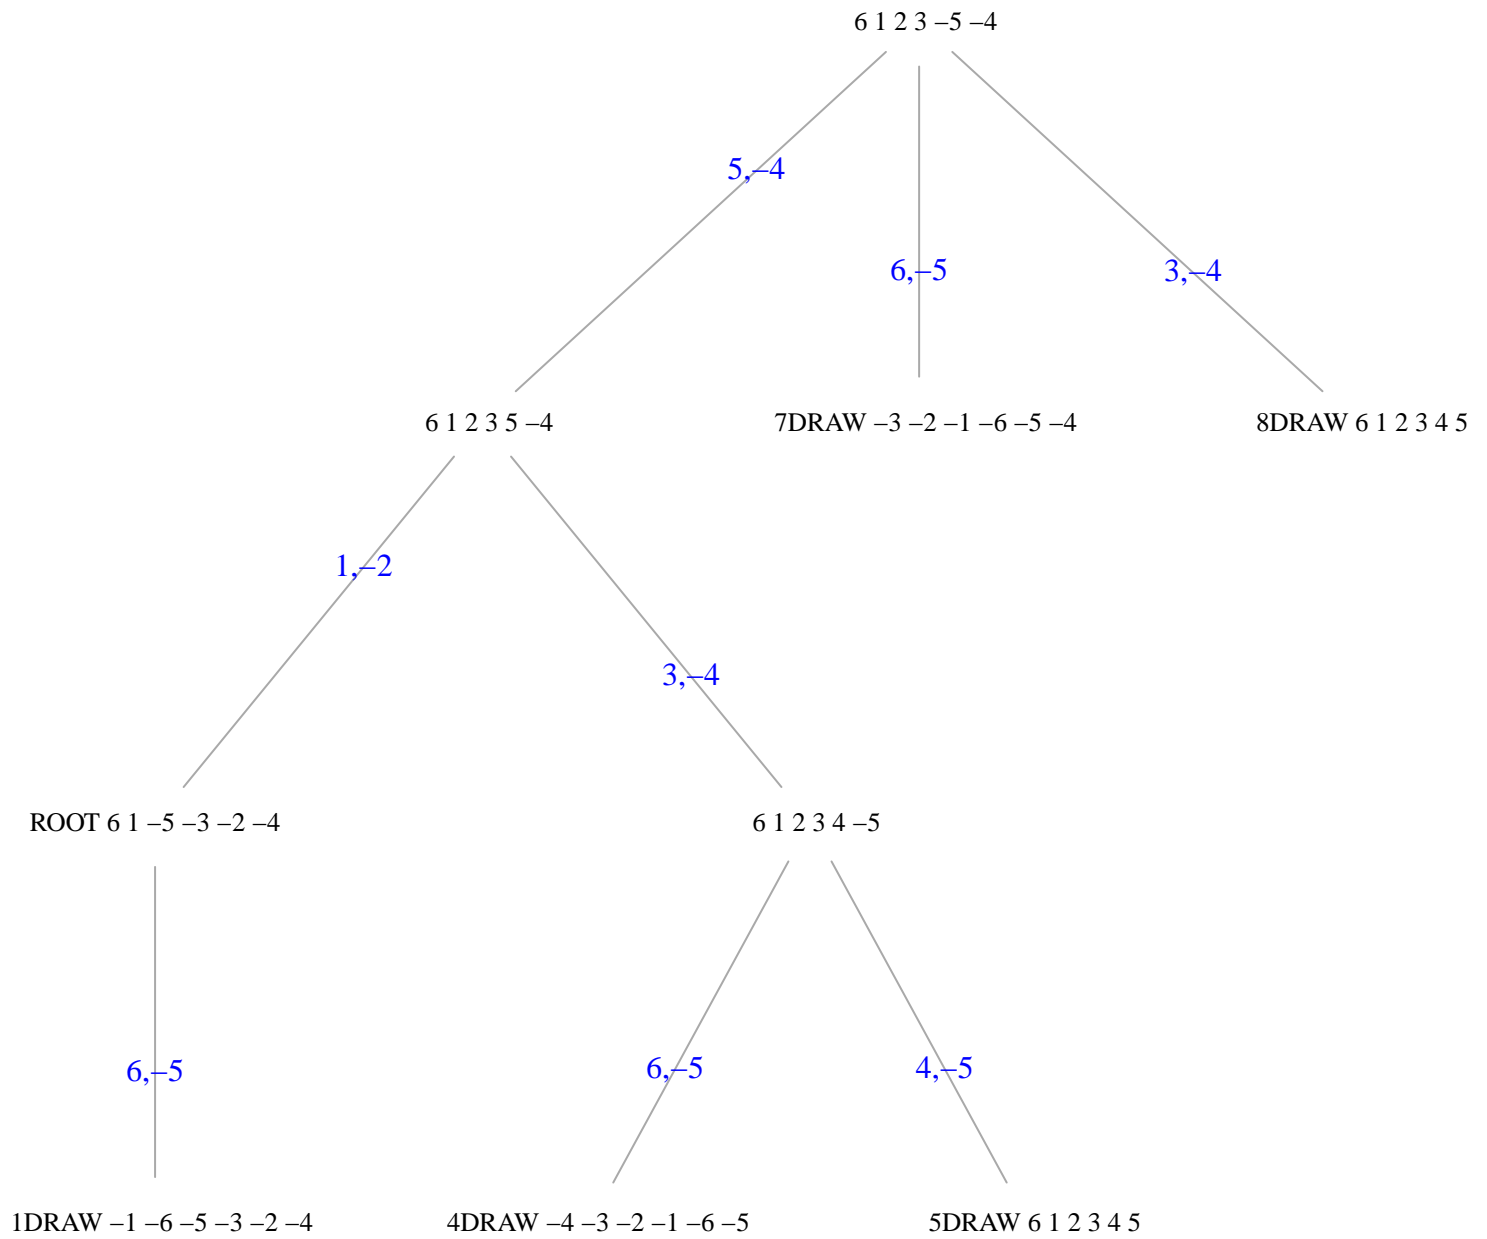 6 1 2 3 –5 –4
5,–4
6,–5
3,–4
6 1 2 3 5 –4
7DRAW –3 –2 –1 –6 –5 –4
8DRAW 6 1 2 3 4 5
1,–2
3,–4
ROOT 6 1 –5 –3 –2 –4
6 1 2 3 4 –5
6,–5
6,–5
4,–5
1DRAW –1 –6 –5 –3 –2 –4
4DRAW –4 –3 –2 –1 –6 –5
5DRAW 6 1 2 3 4 5